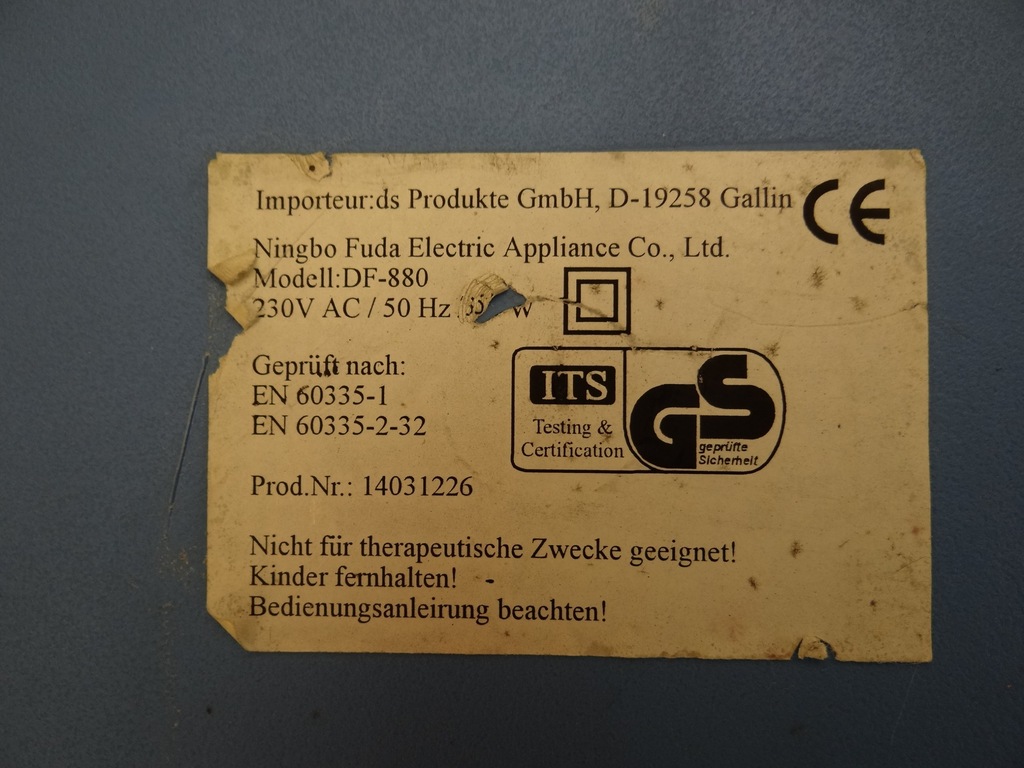 Importeur:ds Produkte GmbH, D-19258 Gallin CE
Ningbo Fuda Electric Appliance Co., Ltd.
Modell:DF-880
230V AC / 50 Hz W
Geprüft nach:
EN 60335-1
EN 60335-2-32
ITS
Testing &
Certification
GS
geprüfte
Sicherheit
Prod.Nr.: 14031226
Nicht für therapeutische Zwecke geeignet!
Kinder fernhalten! -
Bedienungsanleirung beachten!